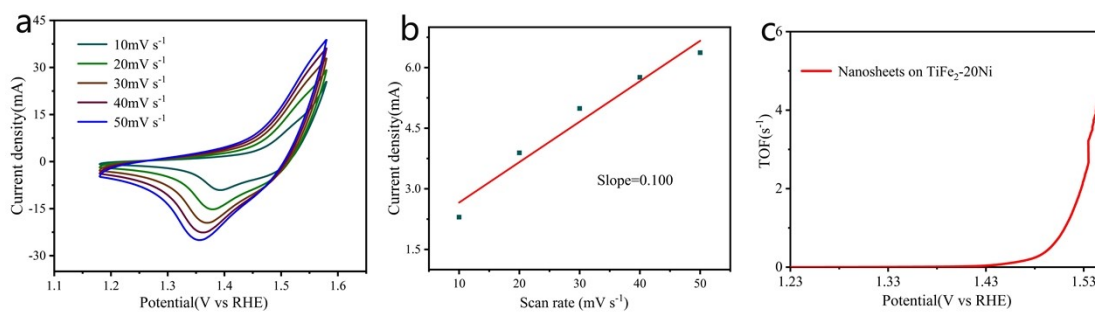 a
45
30
15
0
-15
-30
Current density(mA)
10mV s⁻¹
20mV s⁻¹
30mV s⁻¹
40mV s⁻¹
50mV s⁻¹
1.1
1.2
1.3
1.4
1.5
1.6
Potential(V vs RHE)
b
7.5
6.0
4.5
3.0
1.5
Current density(mA)
Slope=0.100
10
20
30
40
50
Scan rate (mV s⁻¹)
c
6
4
2
0
TOF(s⁻¹)
Nanosheets on TiFe₂-20Ni
1.23
1.33
1.43
1.53
Potential(V vs RHE)